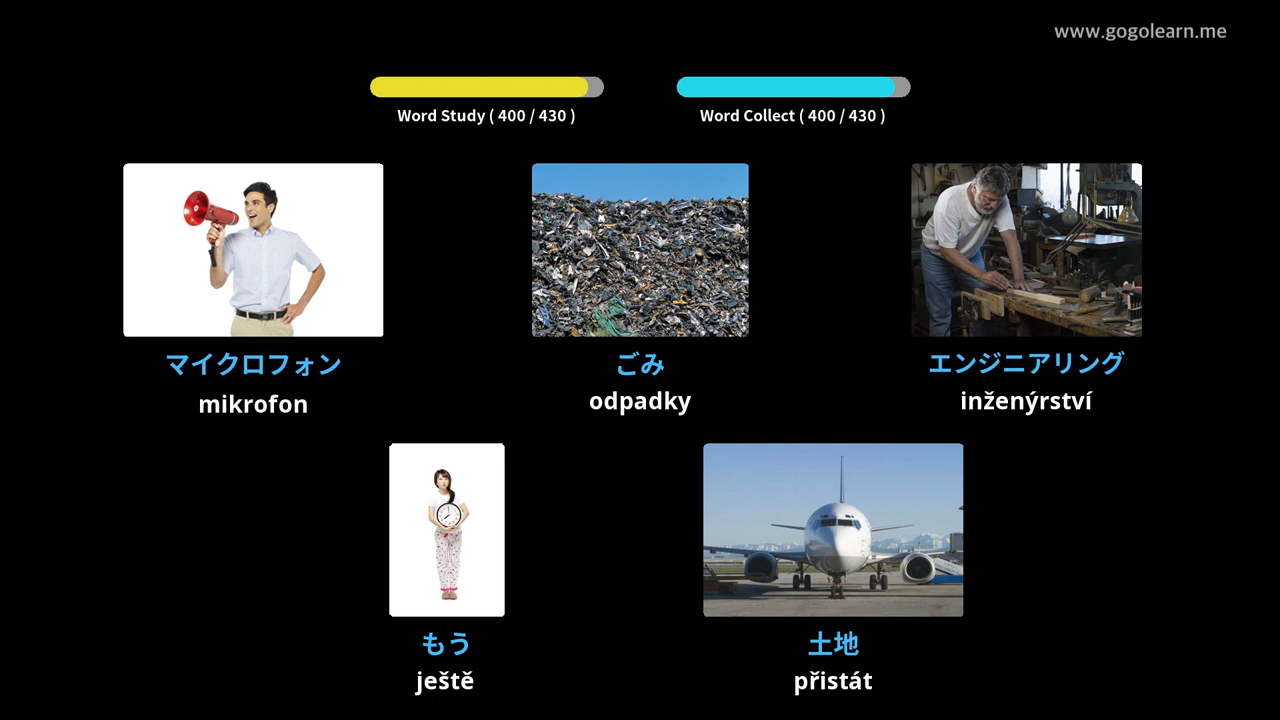 www.gogolearn.me
Word Study ( 400 / 430 )
Word Collect ( 400 / 430 )
マイクロフォン
mikrofon
ごみ
odpadky
エンジニアリング
inženýrství
もう
ještě
土地
přistát